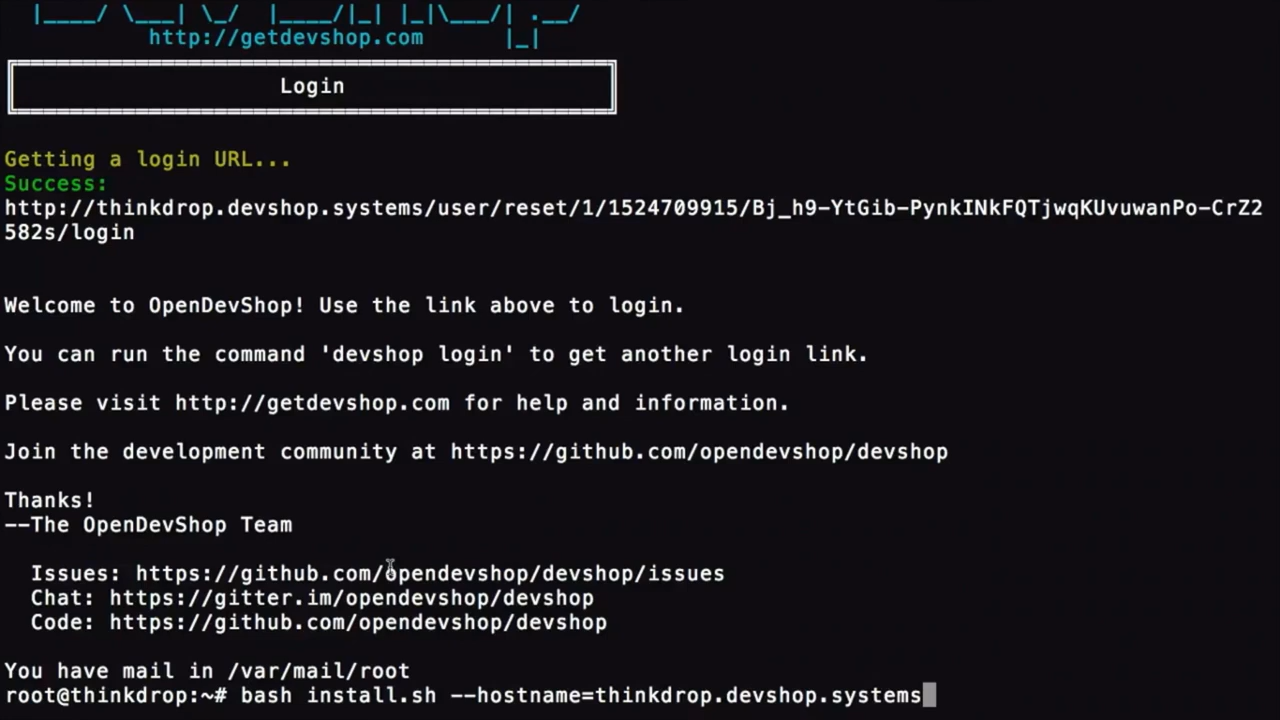 http://getdevshop.com
Login
Getting a login URL...
Success:
http://thinkdrop.devshop.systems/user/reset/1/1524709915/Bj_h9-YtGib-PynkINkFQTjwqKUvuwanPo-CrZ2
582s/login
Welcome to OpenDevShop! Use the link above to login.
You can run the command 'devshop login' to get another login link.
Please visit http://getdevshop.com for help and information.
Join the development community at https://github.com/opendevshop/devshop
Thanks!
--The OpenDevShop Team
Issues: https://github.com/opendevshop/devshop/issues
Chat: https://gitter.im/opendevshop/devshop
Code: https://github.com/opendevshop/devshop
You have mail in /var/mail/root
root@thinkdrop:~# bash install.sh --hostname=thinkdrop.devshop.systems